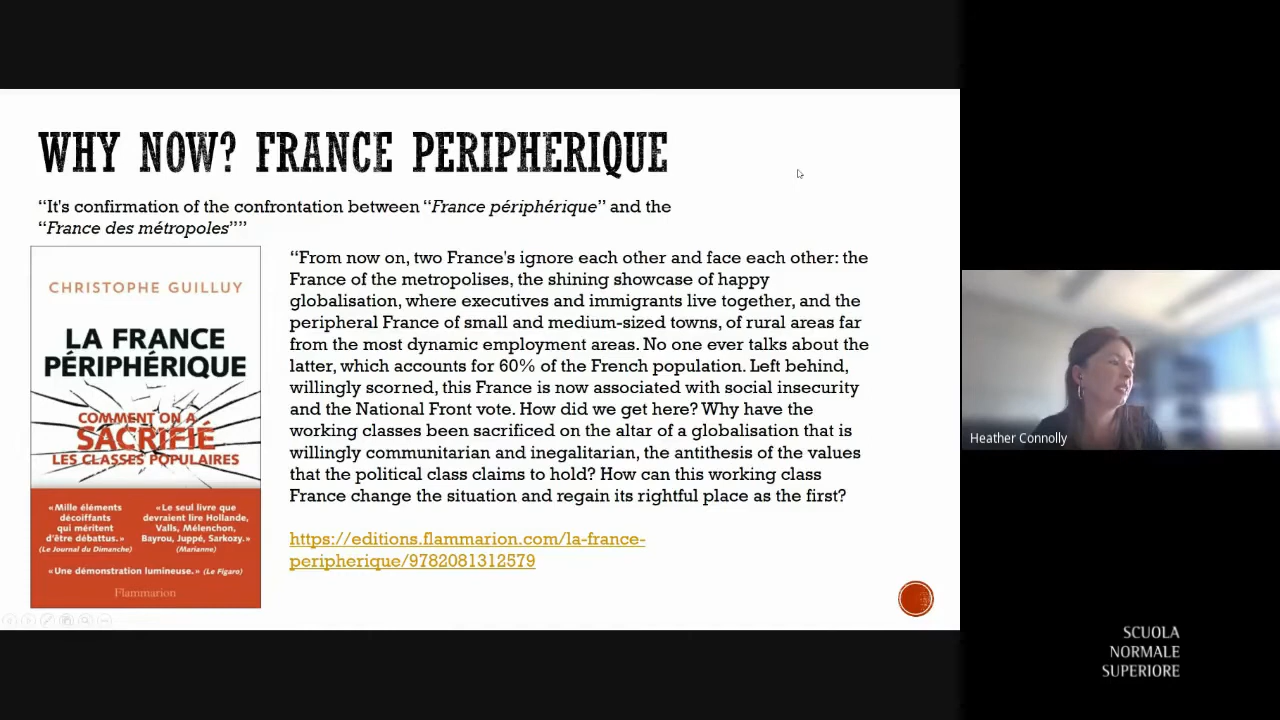 WHY NOW? FRANCE PERIPHERIQUE
“It's confirmation of the confrontation between “France périphérique” and the
“France des métropoles””
CHRISTOPHE GUILLUY
LA FRANCE
PÉRIPHÉRIQUE
COMMENT ON A
SACRIFIÉ
LES CLASSES POPULAIRES
«Mille éléments
décoiffants
qui méritent
d'être débattus.»
(Le Journal du Dimanche)
«Le seul livre que
devraient lire Hollande,
Valls, Mélenchon,
Bayrou, Juppé, Sarkozy.»
(Marianne)
«Une démonstration lumineuse.» (Le Figaro)
Flammarion
“From now on, two France's ignore each other and face each other: the
France of the metropolises, the shining showcase of happy
globalisation, where executives and immigrants live together, and the
peripheral France of small and medium-sized towns, of rural areas far
from the most dynamic employment areas. No one ever talks about the
latter, which accounts for 60% of the French population. Left behind,
willingly scorned, this France is now associated with social insecurity
and the National Front vote. How did we get here? Why have the
working classes been sacrificed on the altar of a globalisation that is
willingly communitarian and inegalitarian, the antithesis of the values
that the political class claims to hold? How can this working class
France change the situation and regain its rightful place as the first?
https://editions.flammarion.com/la-france-
peripherique/9782081312579
Heather Connolly
SCUOLA
NORMALE
SUPERIORE